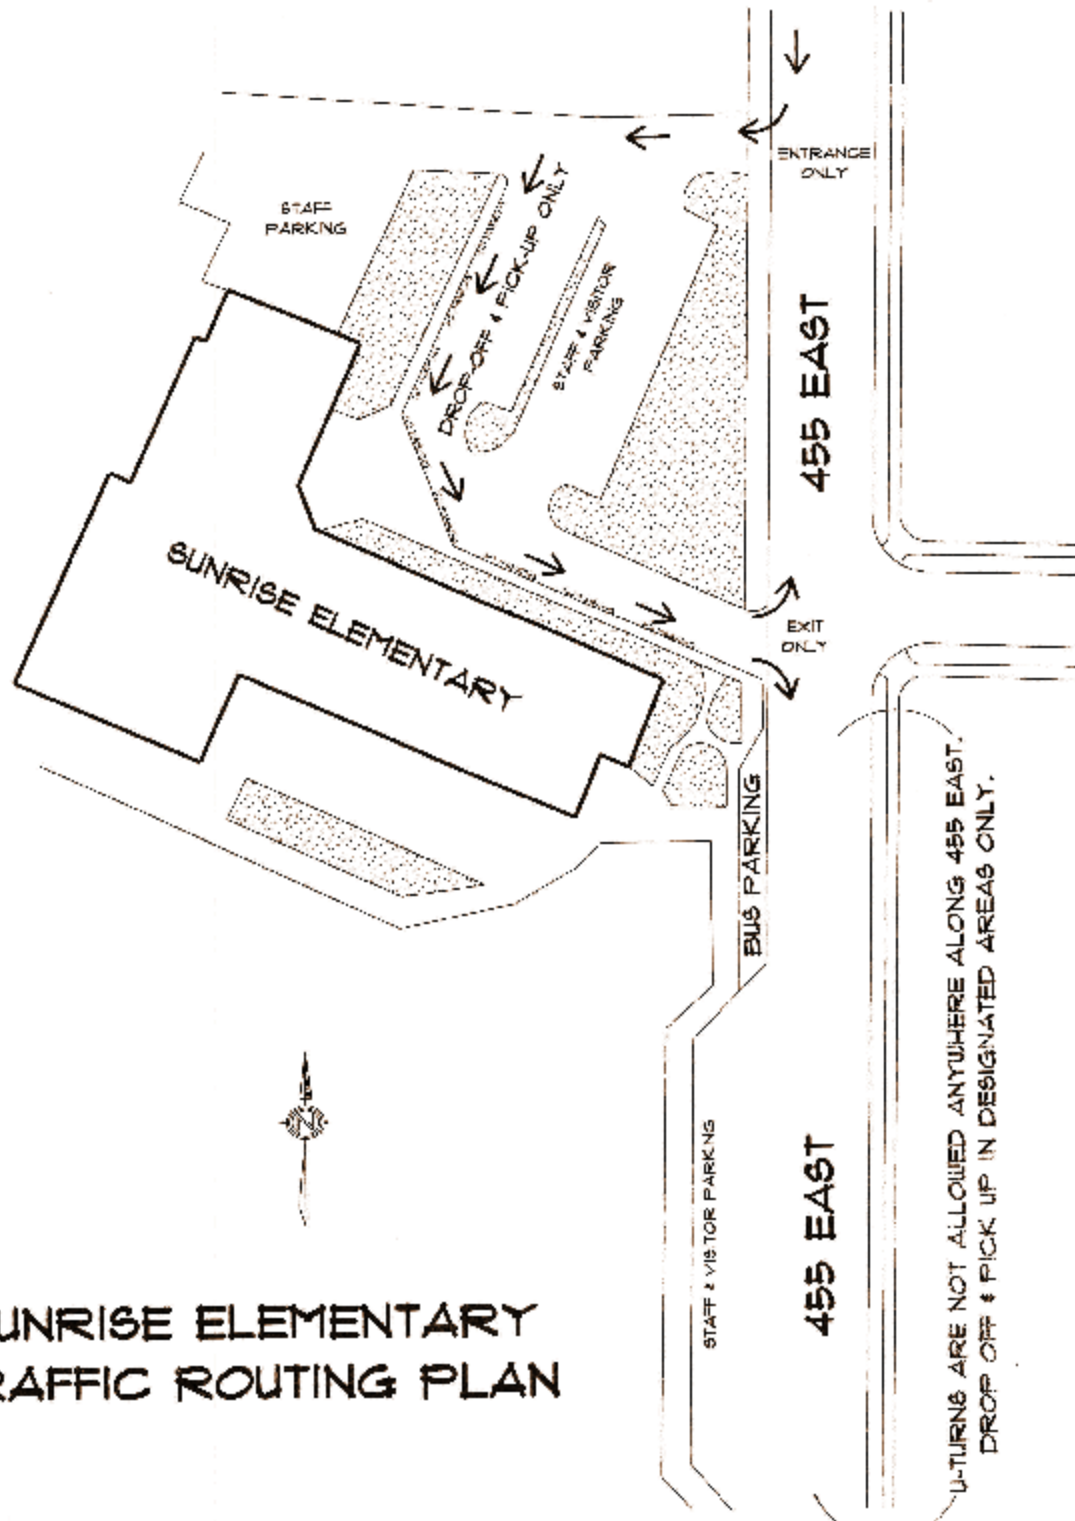 ENTRANCE
ONLY
STAFF
PARKING
DROP-OFF & PICK-UP ONLY
STAFF & VISITOR
PARKING
455 EAST
SUNRISE ELEMENTARY
EXIT
ONLY
BUS PARKING
U-TURNS ARE NOT ALLOWED ANYWHERE ALONG 455 EAST.
DROP OFF & PICK UP IN DESIGNATED AREAS ONLY.
N
STAFF & VISITOR PARKNG
455 EAST
UNRISE ELEMENTARY
RAFFIC ROUTING PLAN